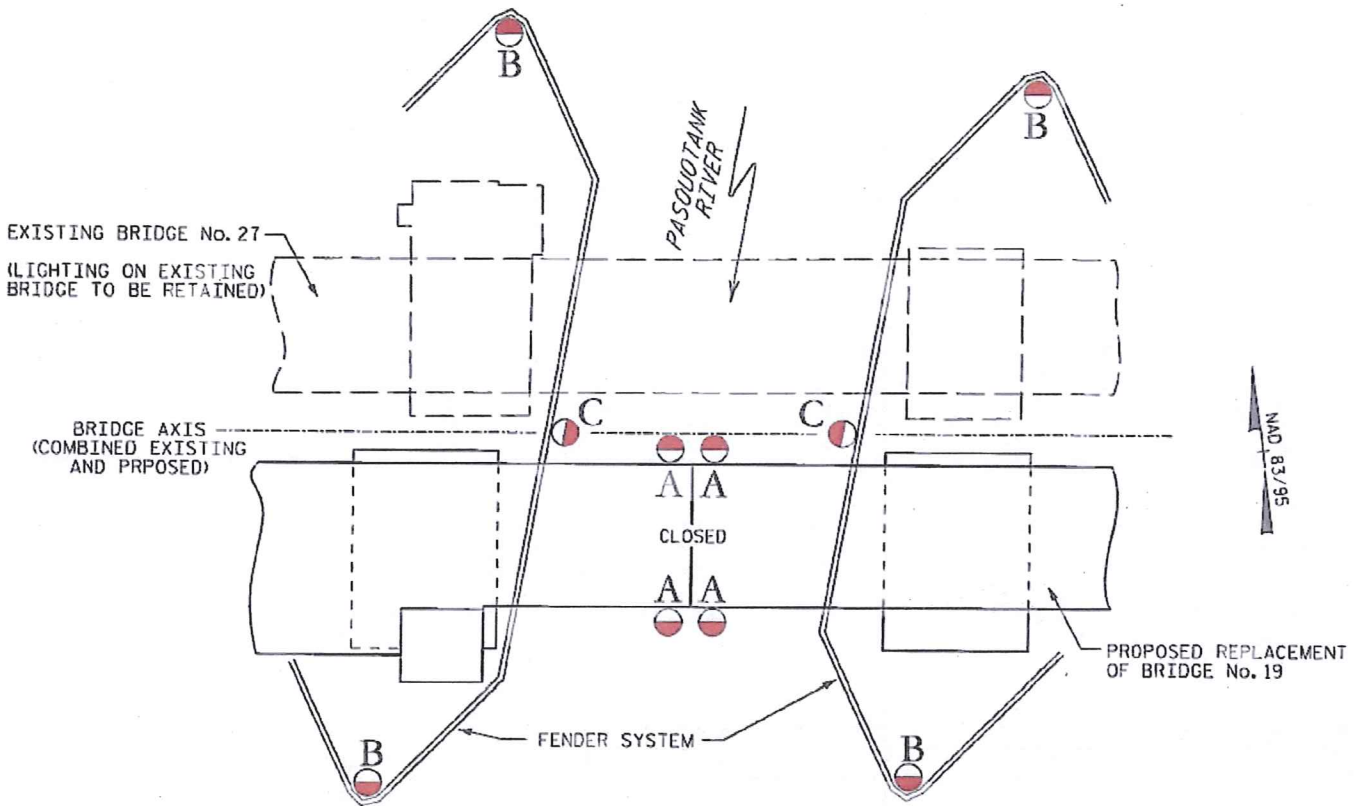 B
B
PASQUOTANK
RIVER
EXISTING BRIDGE No. 27
(LIGHTING ON EXISTING
BRIDGE TO BE RETAINED)
C
C
BRIDGE AXIS
(COMBINED EXISTING
AND PRPOSED)
A
A
CLOSED
A
A
NAD 83/95
PROPOSED REPLACEMENT
OF BRIDGE No. 19
FENDER SYSTEM
B
B